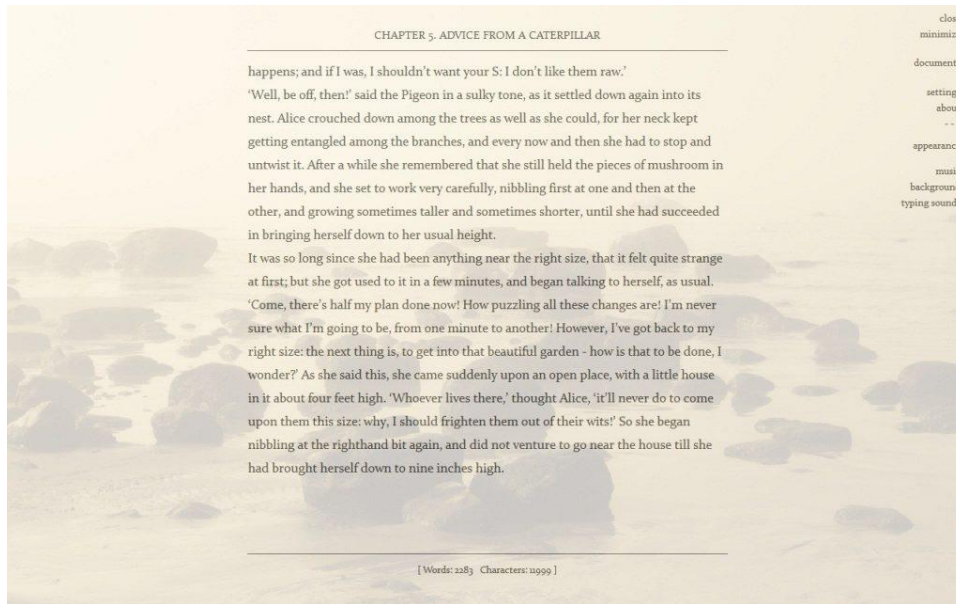 CHAPTER 5. ADVICE FROM A CATERPILLAR
happens; and if I was, I shouldn't want your S: I don't like them raw.'
'Well, be off, then!' said the Pigeon in a sulky tone, as it settled down again into its
nest. Alice crouched down among the trees as well as she could, for her neck kept
getting entangled among the branches, and every now and then she had to stop and
untwist it. After a while she remembered that she still held the pieces of mushroom in
her hands, and she set to work very carefully, nibbling first at one and then at the
other, and growing sometimes taller and sometimes shorter, until she had succeeded
in bringing herself down to her usual height.
It was so long since she had been anything near the right size, that it felt quite strange
at first; but she got used to it in a few minutes, and began talking to herself, as usual.
'Come, there's half my plan done now! How puzzling all these changes are! I'm never
sure what I'm going to be, from one minute to another! However, I've got back to my
right size: the next thing is, to get into that beautiful garden - how is that to be done, I
wonder?' As she said this, she came suddenly upon an open place, with a little house
in it about four feet high. 'Whoever lives there,' thought Alice, 'it'll never do to come
upon them this size: why, I should frighten them out of their wits!' So she began
nibbling at the righthand bit again, and did not venture to go near the house till she
had brought herself down to nine inches high.
[ Words: 2283 Characters: 11999 ]
clos
minimiz
document
setting
abou
- -
appearanc
musi
backgroun
typing sound